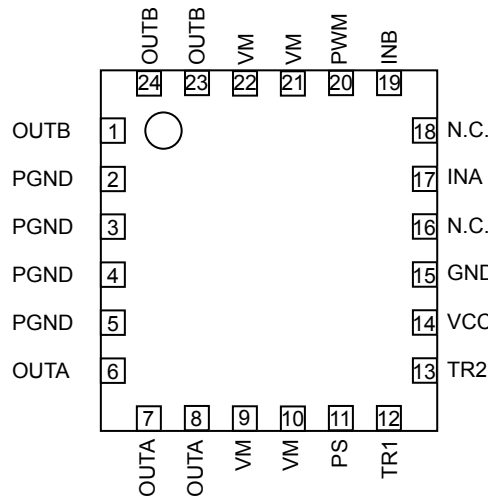 OUTB
OUTB
VM
VM
PWM
INB
24
23
22
21
20
19
OUTB 1
18 N.C.
PGND 2
17 INA
PGND 3
16 N.C.
PGND 4
15 GND
PGND 5
14 VCC
OUTA 6
13 TR2
7
8
9
10
11
12
OUTA
OUTA
VM
VM
PS
TR1